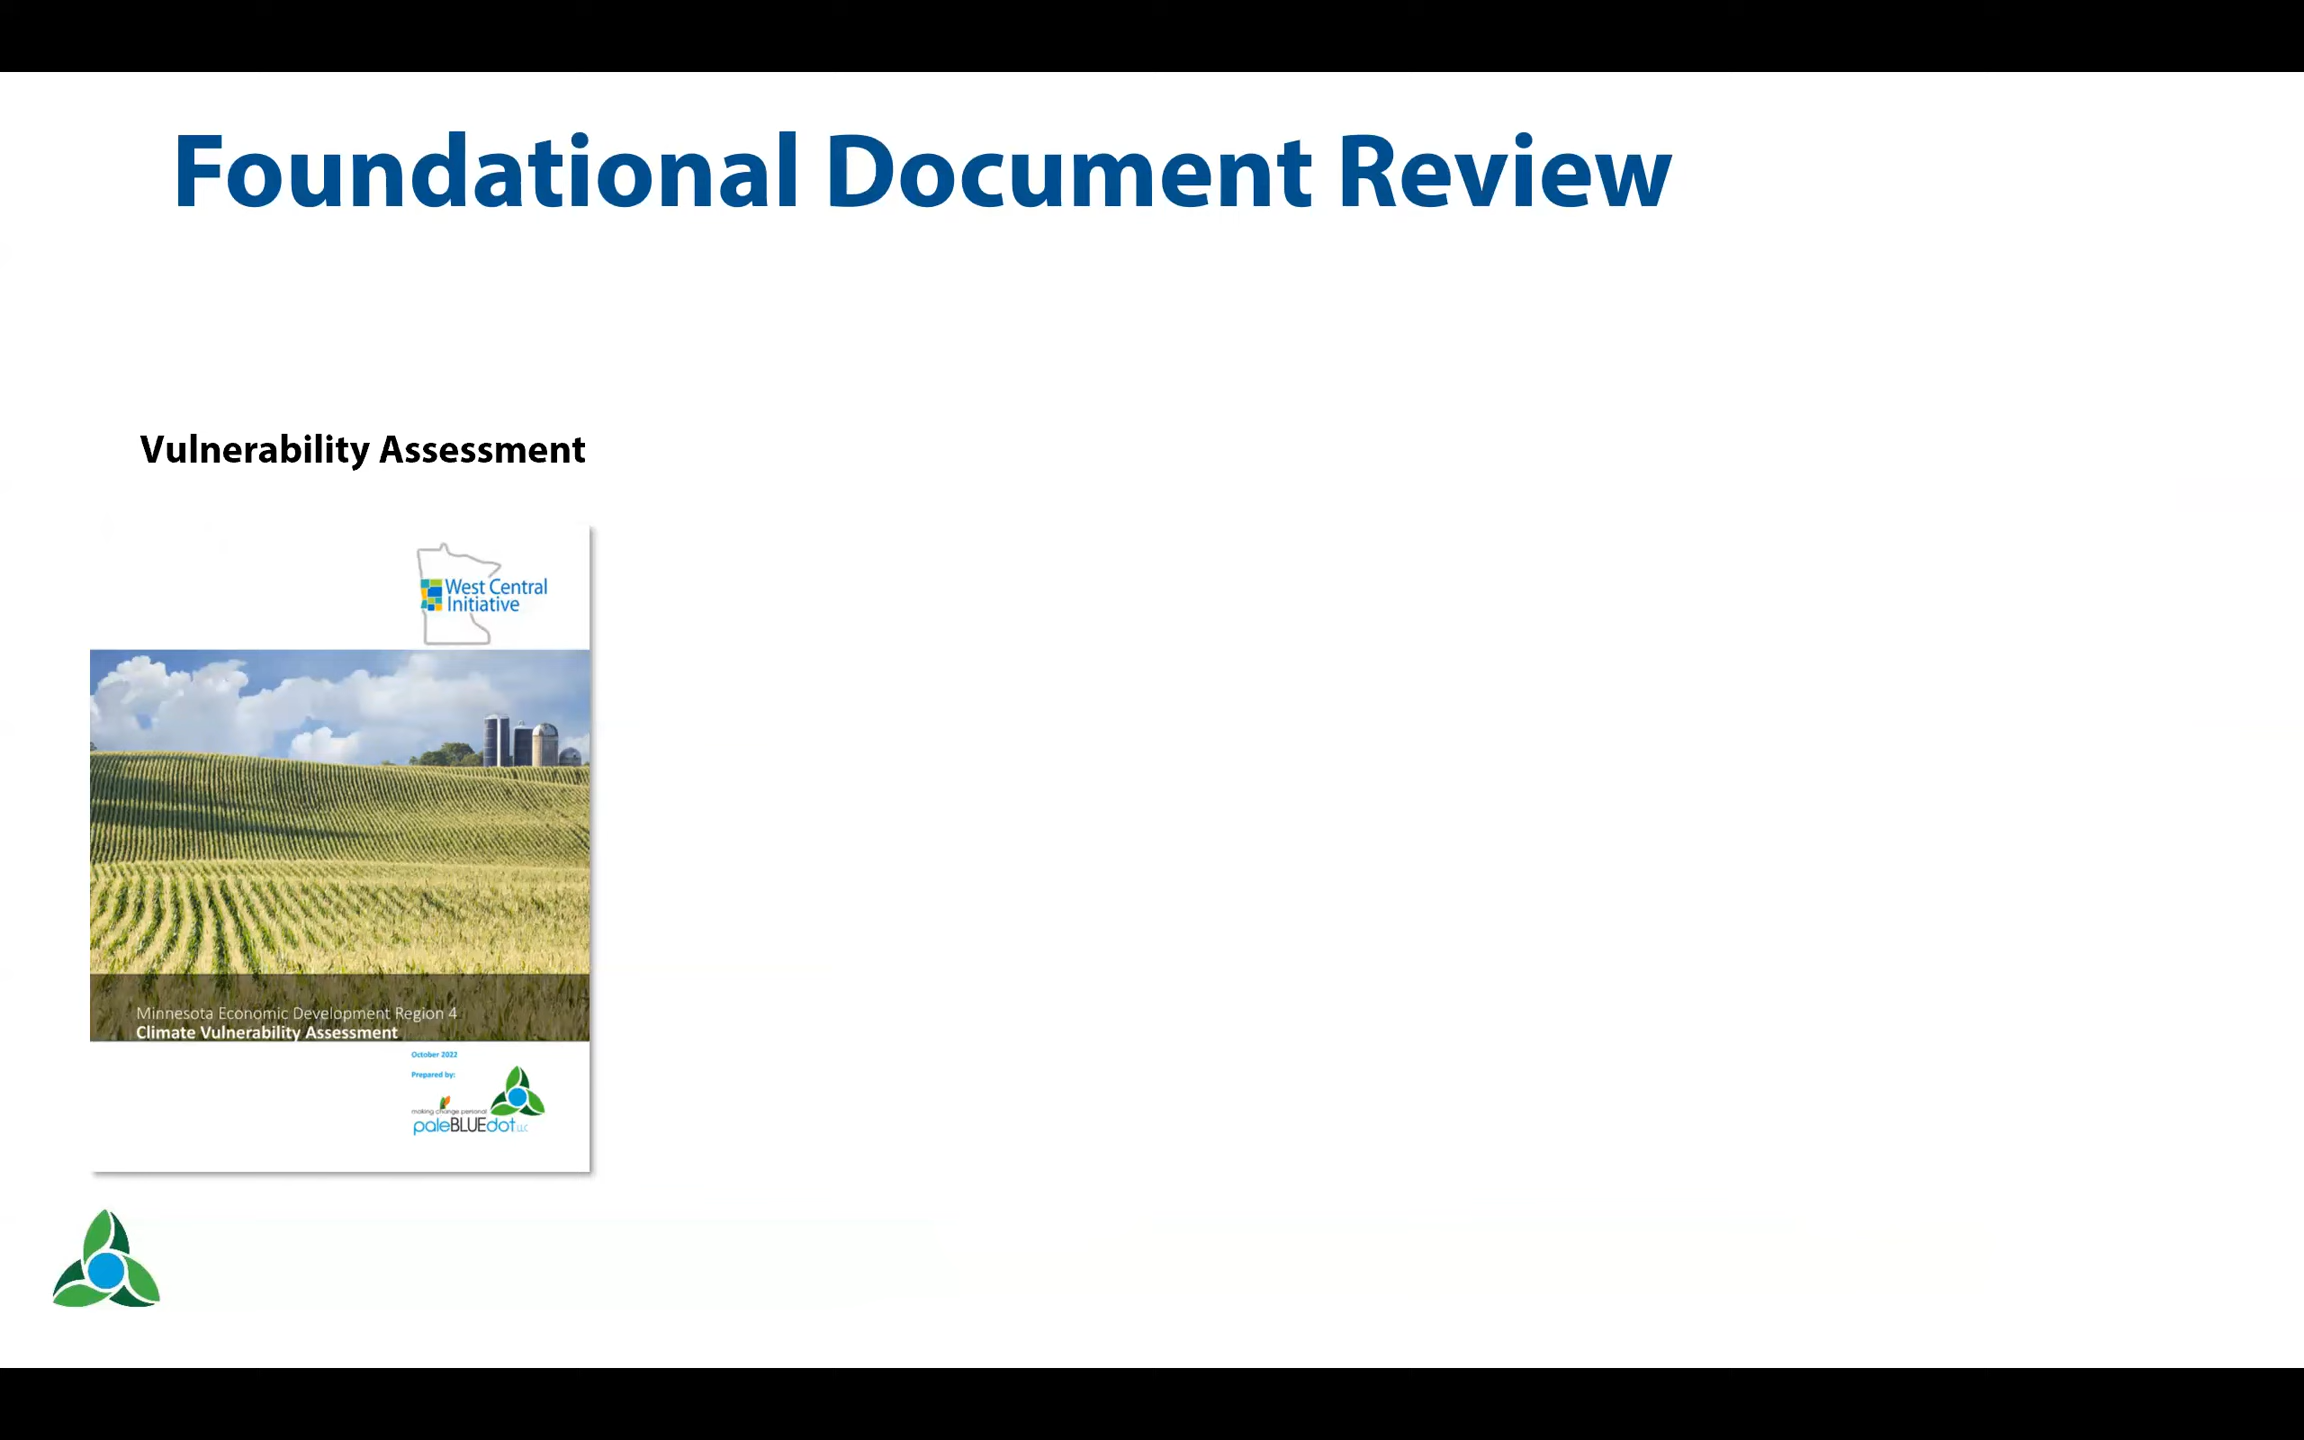 Foundational Document Review
Vulnerability Assessment
West Central
Initiative
Minnesota Economic Development Region 4
Climate Vulnerability Assessment
October 2022
Prepared by:
making change personal
paleBLUEdot LLC